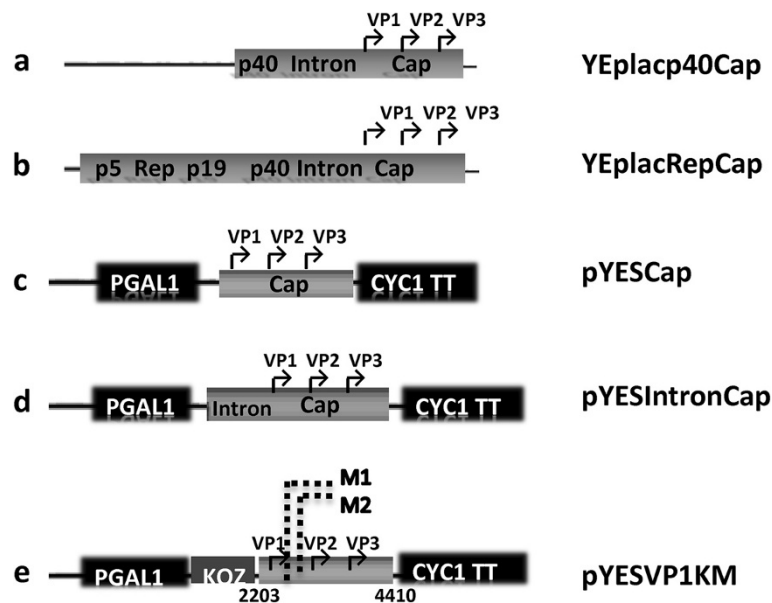 VP1 VP2 VP3
a p40 Intron Cap YEplacp40Cap
VP1 VP2 VP3
b p5 Rep p19 p40 Intron Cap YEplacRepCap
VP1 VP2 VP3
c PGAL1 Cap CYC1 TT pYESCap
VP1 VP2 VP3
d PGAL1 Intron Cap CYC1 TT pYESIntronCap
M1
M2
VP1 VP2 VP3
e PGAL1 KOZ CYC1 TT pYESVP1KM
2203 4410